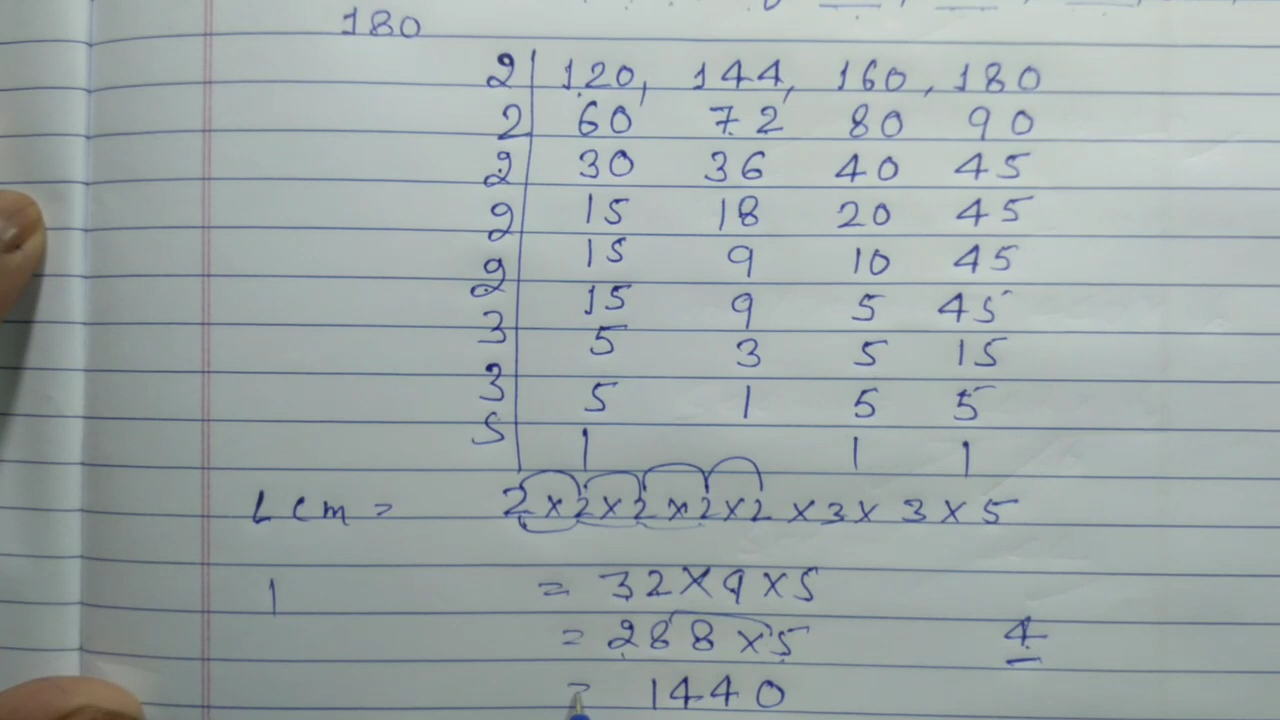 180
2 | 120, 144, 160, 180
2 | 60 72 80 90
2 | 30 36 40 45
2 | 15 18 20 45
2 | 15 9 10 45
3 | 15 9 5 45
3 | 5 3 5 15
5 | 5 1 5 5
1 1 1
Lcm = 2×2×2×2×2×3×3×5
1 = 32×9×5
= 288×5 4
= 1440